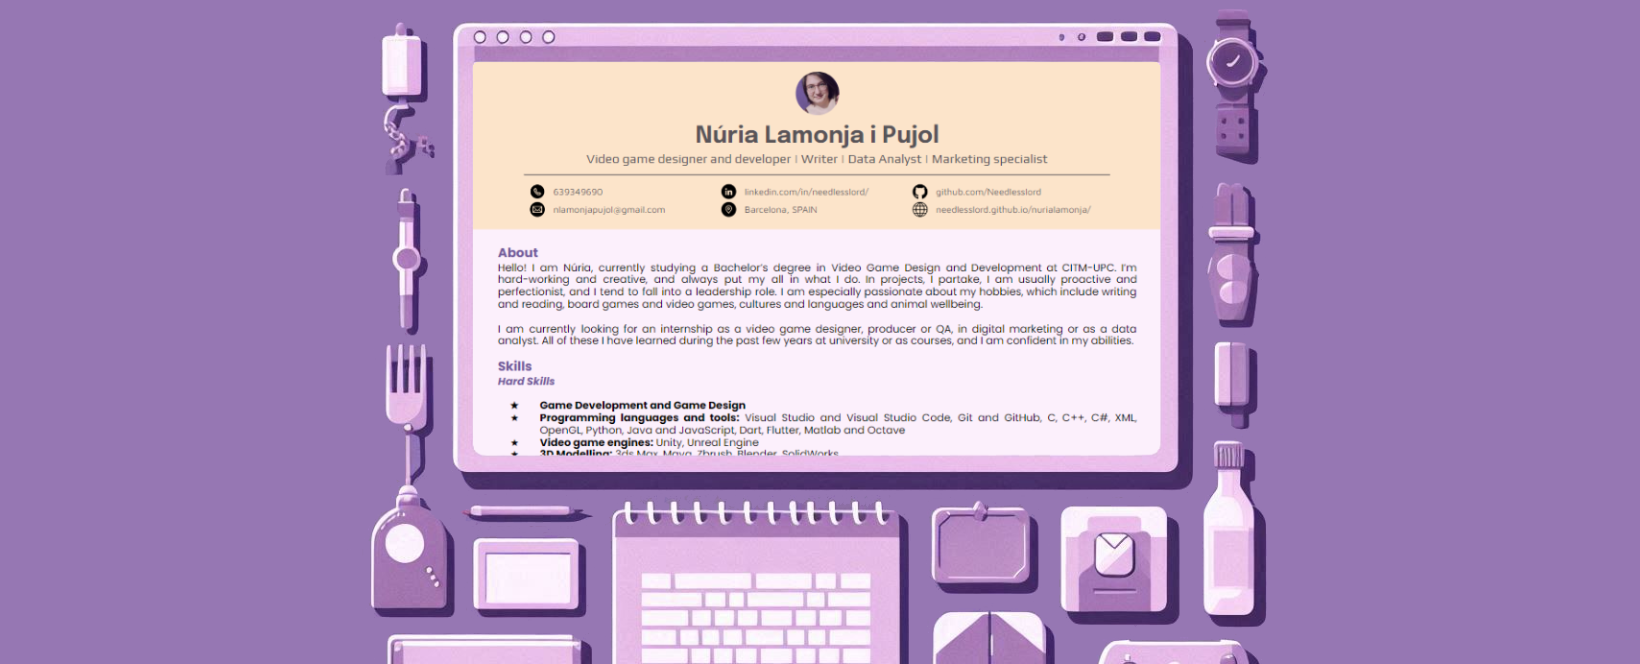 Núria Lamonja i Pujol
Video game designer and developer | Writer | Data Analyst | Marketing specialist
639349690
linkedin.com/in/needlesslord/
github.com/Needlesslord
nlamonjapujol@gmail.com
Barcelona, SPAIN
needlesslord.github.io/nurialamonja/
About
Hello! I am Núria, currently studying a Bachelor's degree in Video Game Design and Development at CITM-UPC. I'm
hard-working and creative, and always put my all in what I do. In projects, I partake, I am usually proactive and
perfectionist, and I tend to fall into a leadership role. I am especially passionate about my hobbies, which include writing
and reading, board games and video games, cultures and languages and animal wellbeing.
I am currently looking for an internship as a video game designer, producer or QA, in digital marketing or as a data
analyst. All of these I have learned during the past few years at university or as courses, and I am confident in my abilities.
Skills
Hard Skills
★ Game Development and Game Design
★ Programming languages and tools: Visual Studio and Visual Studio Code, Git and GitHub, C, C++, C#, XML,
OpenGL, Python, Java and JavaScript, Dart, Flutter, Matlab and Octave
★ Video game engines: Unity, Unreal Engine
★ 3D Modelling: 3ds Max, Maya, Zbrush, Blender, SolidWorks